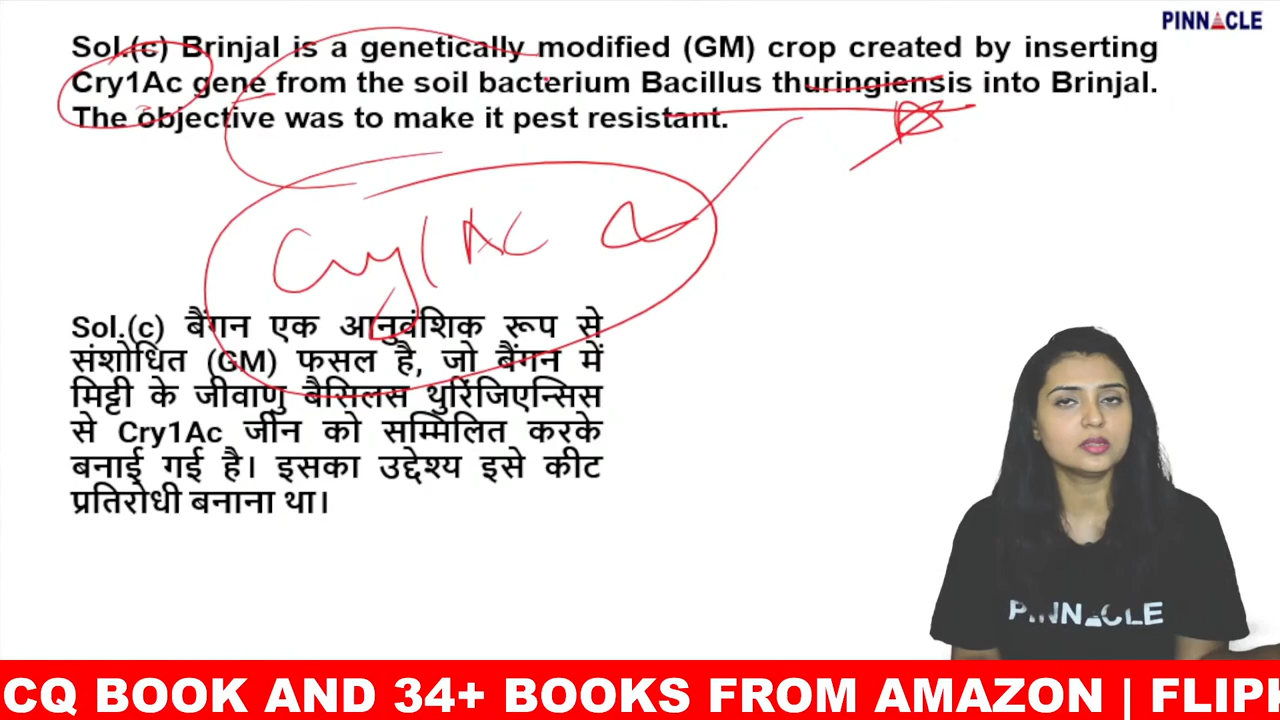 PINNACLE
Sol.(c) Brinjal is a genetically modified (GM) crop created by inserting
Cry1Ac gene from the soil bacterium Bacillus thuringiensis into Brinjal.
The objective was to make it pest resistant.
Cry1Ac
Sol.(c) बैंगन एक आनुवंशिक रूप से
संशोधित (GM) फसल है, जो बैंगन में
मिट्टी के जीवाणु बैसिलस थुरिंजिएन्सिस
से Cry1Ac जीन को सम्मिलित करके
बनाई गई है। इसका उद्देश्य इसे कीट
प्रतिरोधी बनाना था।
PINNACLE
CQ BOOK AND 34+ BOOKS FROM AMAZON | FLIPH